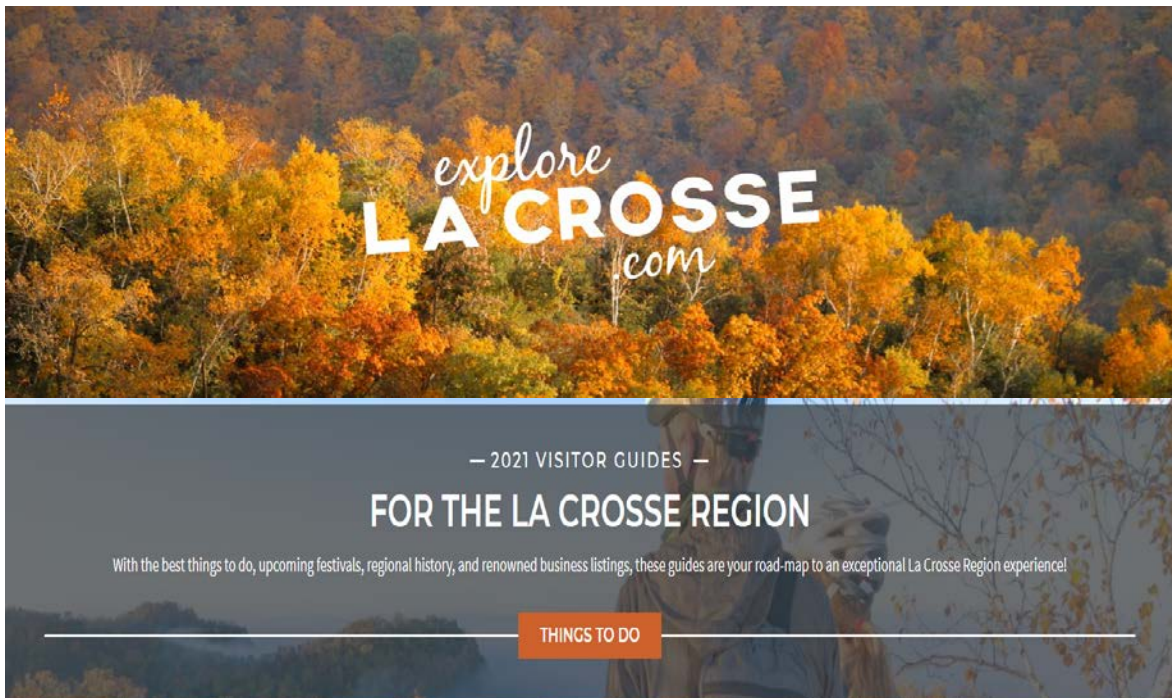 explore
LA CROSSE
.com
— 2021 VISITOR GUIDES —
FOR THE LA CROSSE REGION
With the best things to do, upcoming festivals, regional history, and renowned business listings, these guides are your road-map to an exceptional La Crosse Region experience!
THINGS TO DO